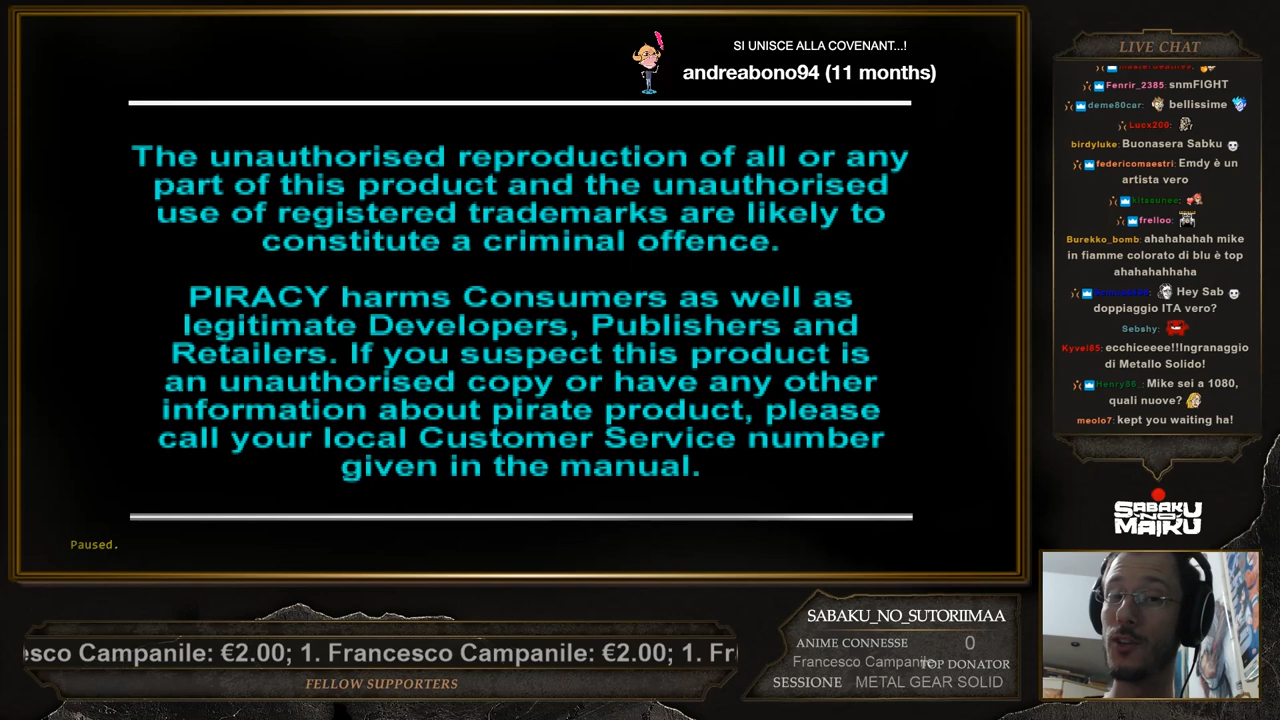 SI UNISCE ALLA COVENANT...!
andreabono94 (11 months)
The unauthorised reproduction of all or any
part of this product and the unauthorised
use of registered trademarks are likely to
constitute a criminal offence.
PIRACY harms Consumers as well as
legitimate Developers, Publishers and
Retailers. If you suspect this product is
an unauthorised copy or have any other
information about pirate product, please
call your local Customer Service number
given in the manual.
Paused.
LIVE CHAT
Fenrir_2385: snmFIGHT
deme80car: bellissime
Lucx200:
birdyluke: Buonasera Sabku
federicomaestri: Emdy è un
artista vero
kitssunee:
frelloo:
Burekko_bomb: ahahahahah mike
in fiamme colorato di blu è top
ahahahahhaha
Hey Sab
doppiaggio ITA vero?
Sebshy:
Kyvel85: ecchiceeee!!Ingranaggio
di Metallo Solido!
Henry86_: Mike sei a 1080,
quali nuove?
meolo7: kept you waiting ha!
SABAKU
NO
MAIKU
esco Campanile: €2.00; 1. Francesco Campanile: €2.00; 1. Fr
FELLOW SUPPORTERS
SABAKU_NO_SUTORIIMAA
ANIME CONNESSE 0
Francesco Campanile TOP DONATOR
SESSIONE METAL GEAR SOLID